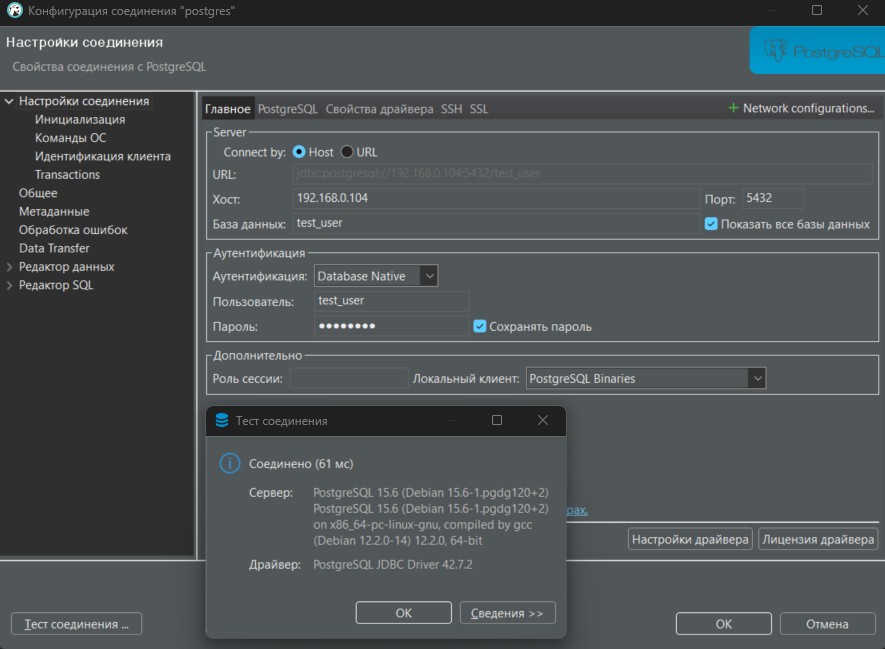 Конфигурация соединения "postgres"
Настройки соединения
Свойства соединения с PostgreSQL
PostgreSQL
Настройки соединения
Инициализация
Команды ОС
Идентификация клиента
Transactions
Общее
Метаданные
Обработка ошибок
Data Transfer
Редактор данных
Редактор SQL
Главное PostgreSQL Свойства драйвера SSH SSL
+ Network configurations...
Server
Connect by: Host URL
URL: jdbc:postgresql://192.168.0.104:5432/test_user
Хост: 192.168.0.104 Порт: 5432
База данных: test_user Показать все базы данных
Аутентификация
Аутентификация: Database Native
Пользователь: test_user
Пароль: •••••••• Сохранять пароль
Дополнительно
Роль сессии: Локальный клиент: PostgreSQL Binaries
рах.
Настройки драйвера Лицензия драйвера
Тест соединения
Соединено (61 мс)
Сервер: PostgreSQL 15.6 (Debian 15.6-1.pgdg120+2)
PostgreSQL 15.6 (Debian 15.6-1.pgdg120+2)
on x86_64-pc-linux-gnu, compiled by gcc
(Debian 12.2.0-14) 12.2.0, 64-bit
Драйвер: PostgreSQL JDBC Driver 42.7.2
ОК Сведения >>
Тест соединения ... ОК Отмена